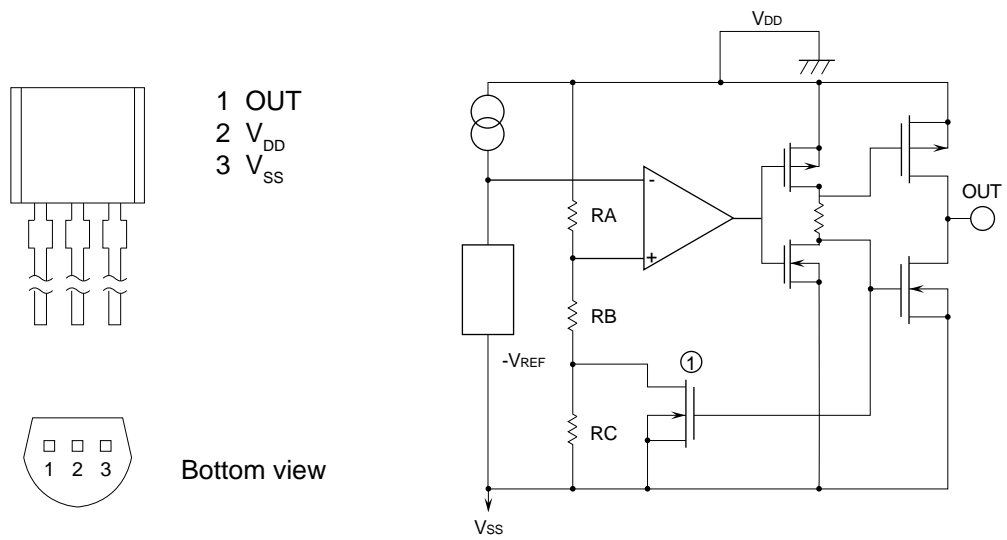 1 OUT
2 VDD
3 VSS
1 2 3
Bottom view
VDD
-
+
RA
RB
RC
-VREF
①
OUT
VSS